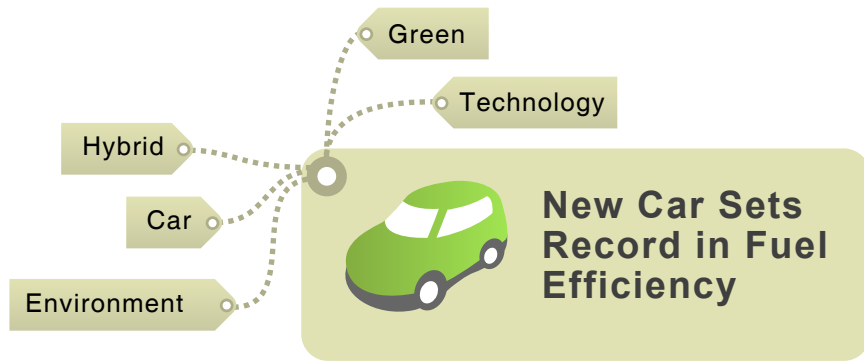 Green
Technology
Hybrid
Car
Environment
New Car Sets
Record in Fuel
Efficiency